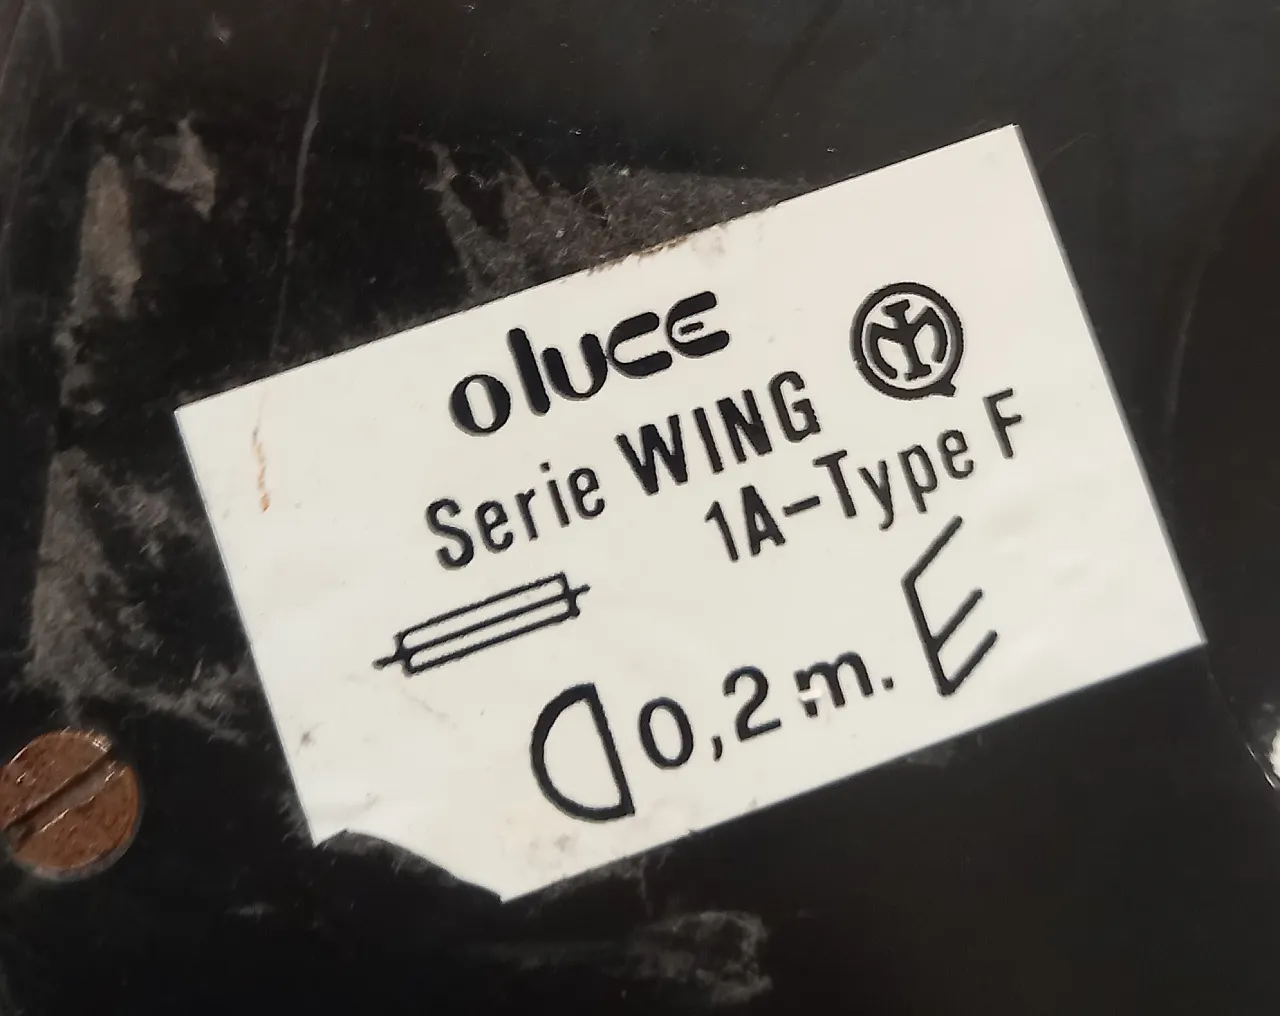 oluce
Serie WING
1A-Type F
0,2 m.